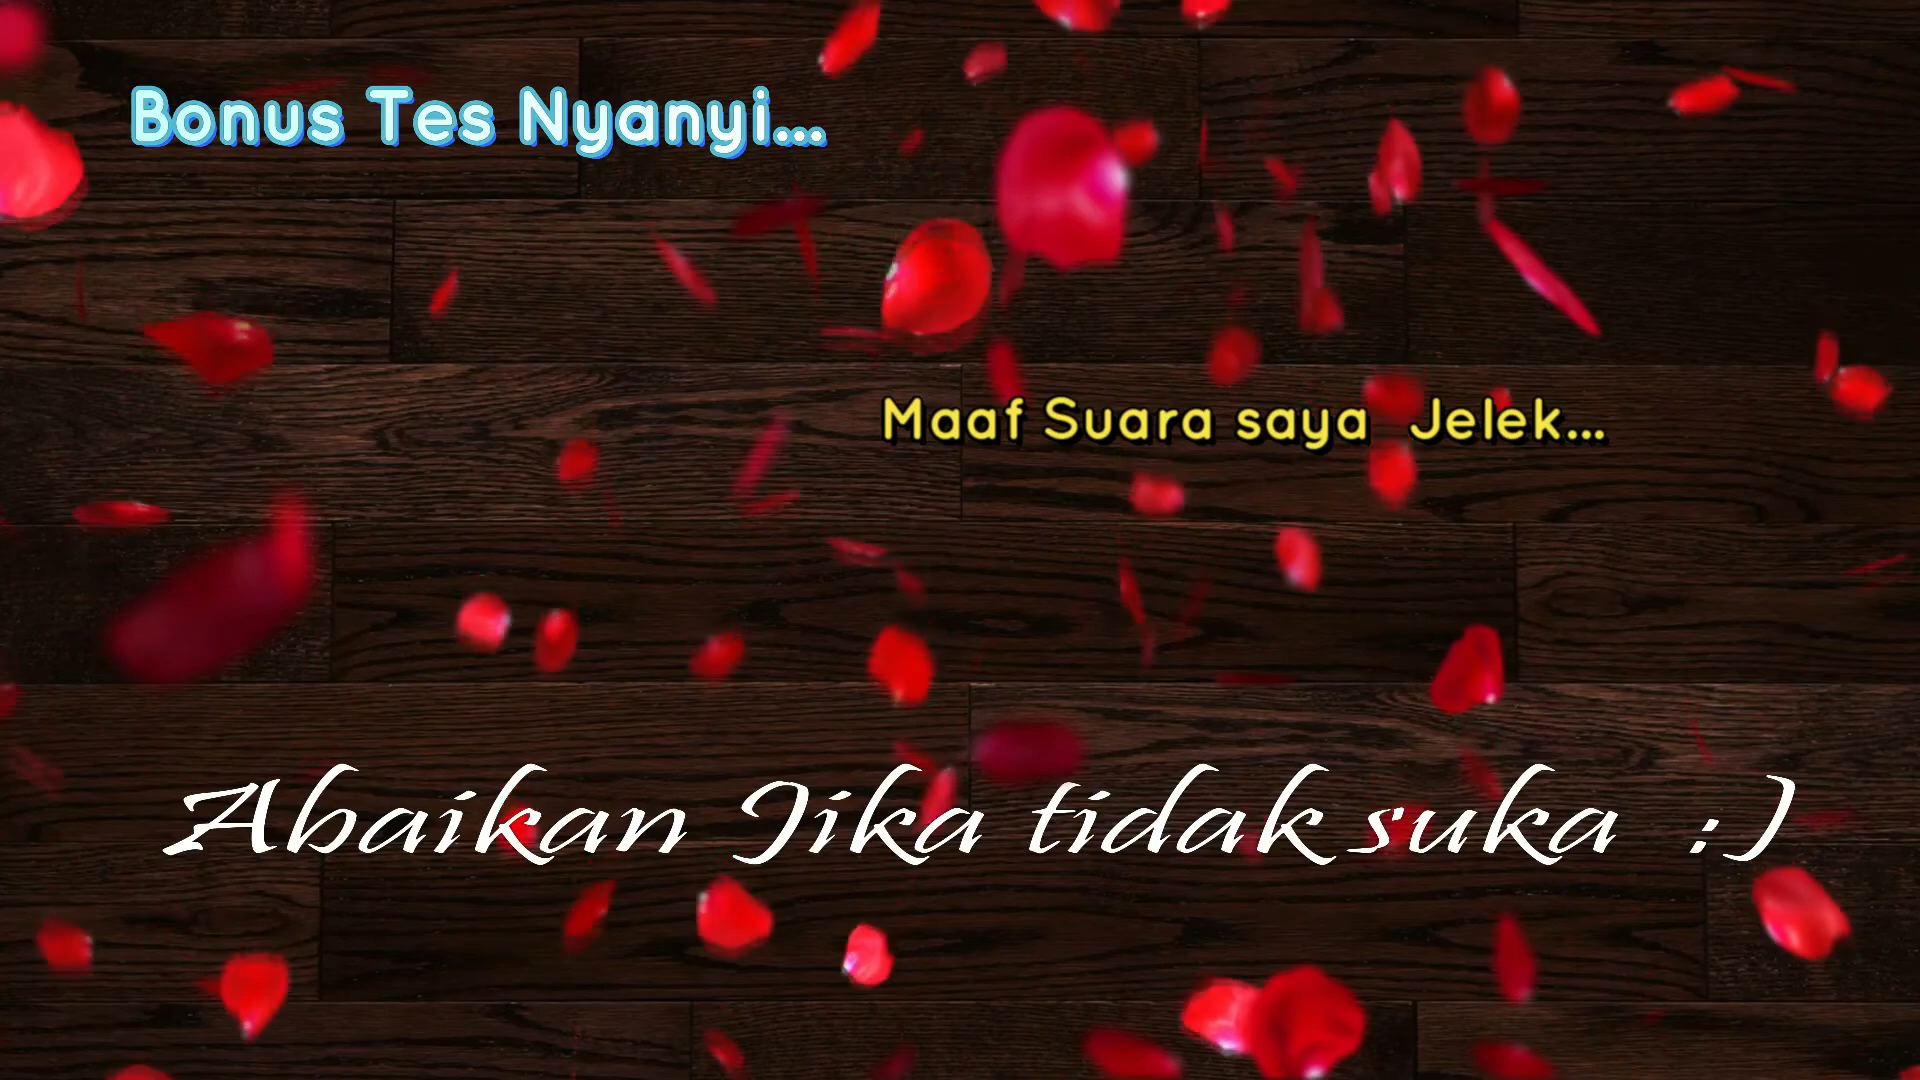 Bonus Tes Nyanyi...
Maaf Suara saya Jelek...
Abaikan Jika tidak suka :)